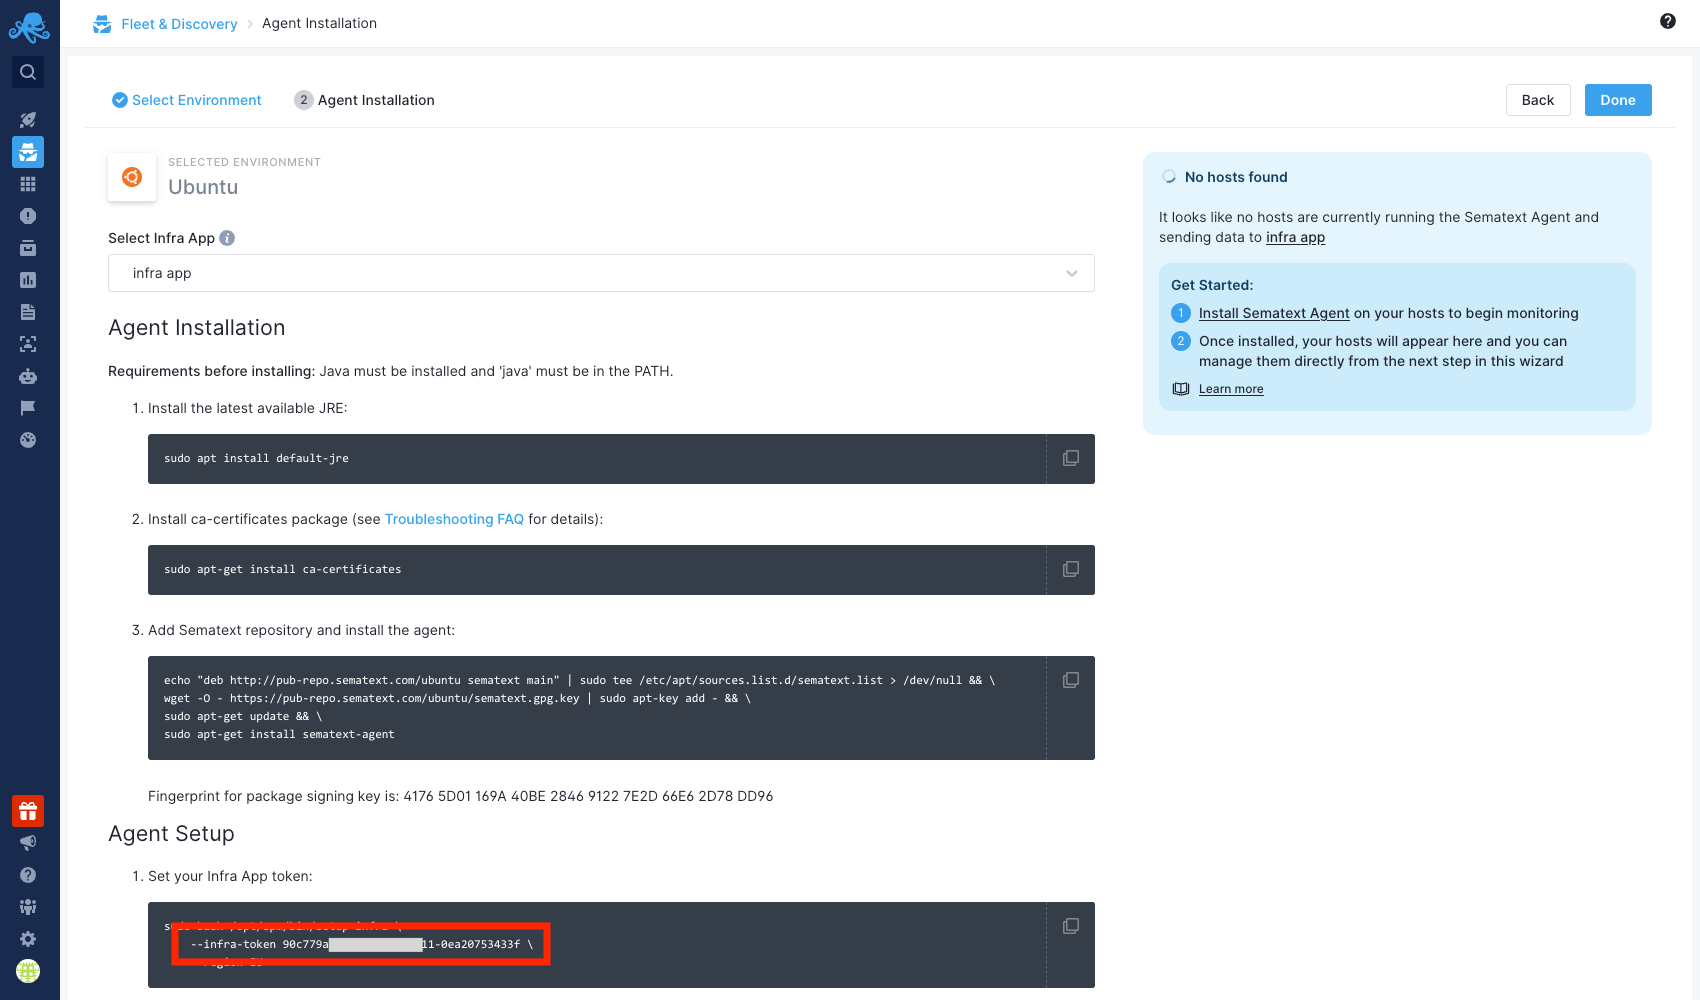 Fleet & Discovery > Agent Installation
Select Environment
2 Agent Installation
Back
Done
SELECTED ENVIRONMENT
Ubuntu
Select Infra App
infra app
Agent Installation
Requirements before installing: Java must be installed and 'java' must be in the PATH.
1. Install the latest available JRE:
sudo apt install default-jre
2. Install ca-certificates package (see Troubleshooting FAQ for details):
sudo apt-get install ca-certificates
3. Add Sematext repository and install the agent:
echo "deb http://pub-repo.sematext.com/ubuntu sematext main" | sudo tee /etc/apt/sources.list.d/sematext.list > /dev/null && \
wget -O - https://pub-repo.sematext.com/ubuntu/sematext.gpg.key | sudo apt-key add - && \
sudo apt-get update && \
sudo apt-get install sematext-agent
Fingerprint for package signing key is: 4176 5D01 169A 40BE 2846 9122 7E2D 66E6 2D78 DD96
Agent Setup
1. Set your Infra App token:
--infra-token 90c779a 11-0ea20753433f \
No hosts found
It looks like no hosts are currently running the Sematext Agent and
sending data to infra app
Get Started:
1 Install Sematext Agent on your hosts to begin monitoring
2 Once installed, your hosts will appear here and you can
manage them directly from the next step in this wizard
Learn more